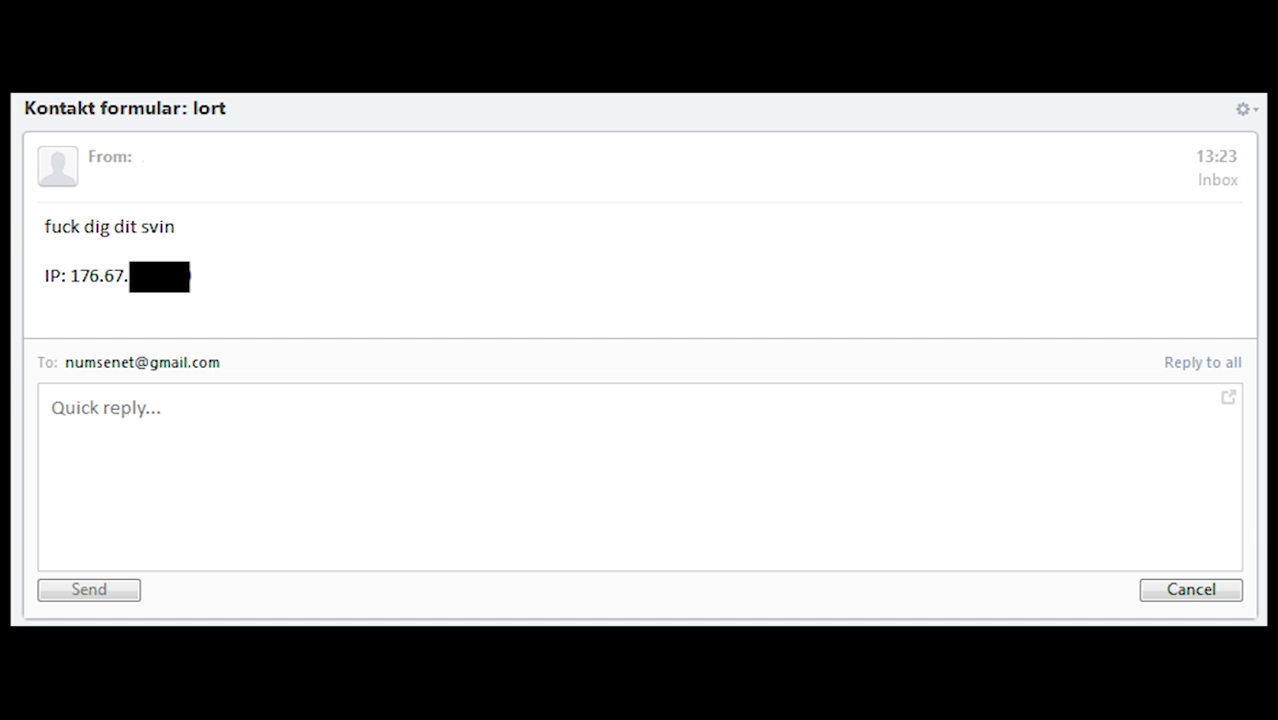 Kontakt formular: lort
From:
13:23
Inbox
fuck dig dit svin
IP: 176.67.
To: numsenet@gmail.com
Reply to all
Quick reply...
Send
Cancel